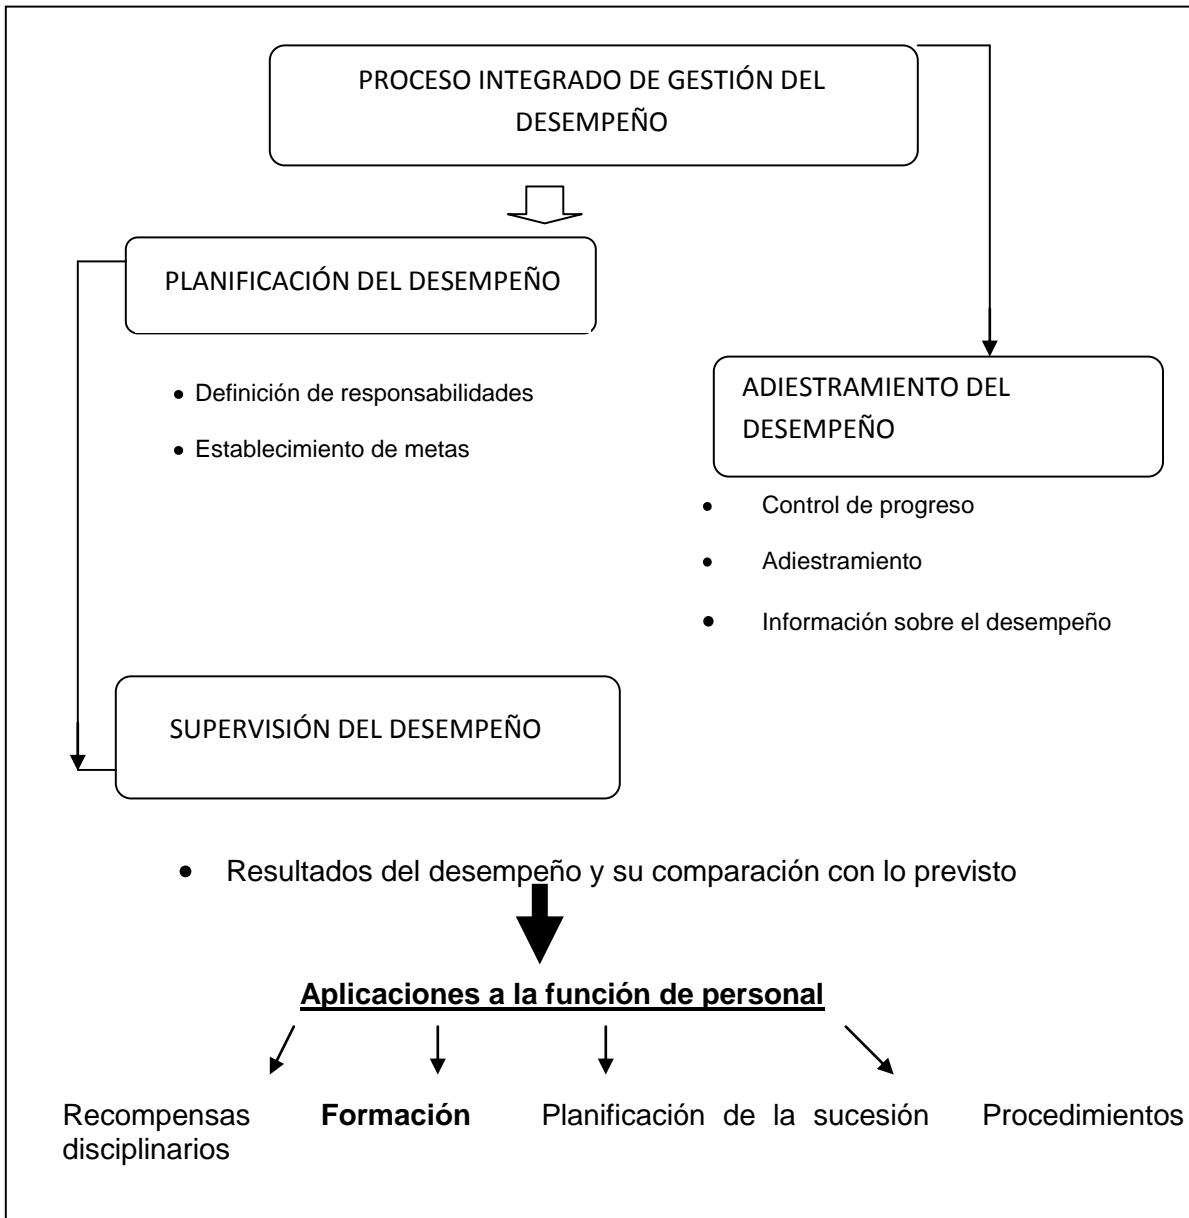 PROCESO INTEGRADO DE GESTIÓN DEL
DESEMPEÑO
PLANIFICACIÓN DEL DESEMPEÑO
• Definición de responsabilidades
• Establecimiento de metas
ADIESTRAMIENTO DEL
DESEMPEÑO
• Control de progreso
• Adiestramiento
• Información sobre el desempeño
SUPERVISIÓN DEL DESEMPEÑO
• Resultados del desempeño y su comparación con lo previsto
Aplicaciones a la función de personal
Recompensas Formación Planificación de la sucesión Procedimientos
disciplinarios